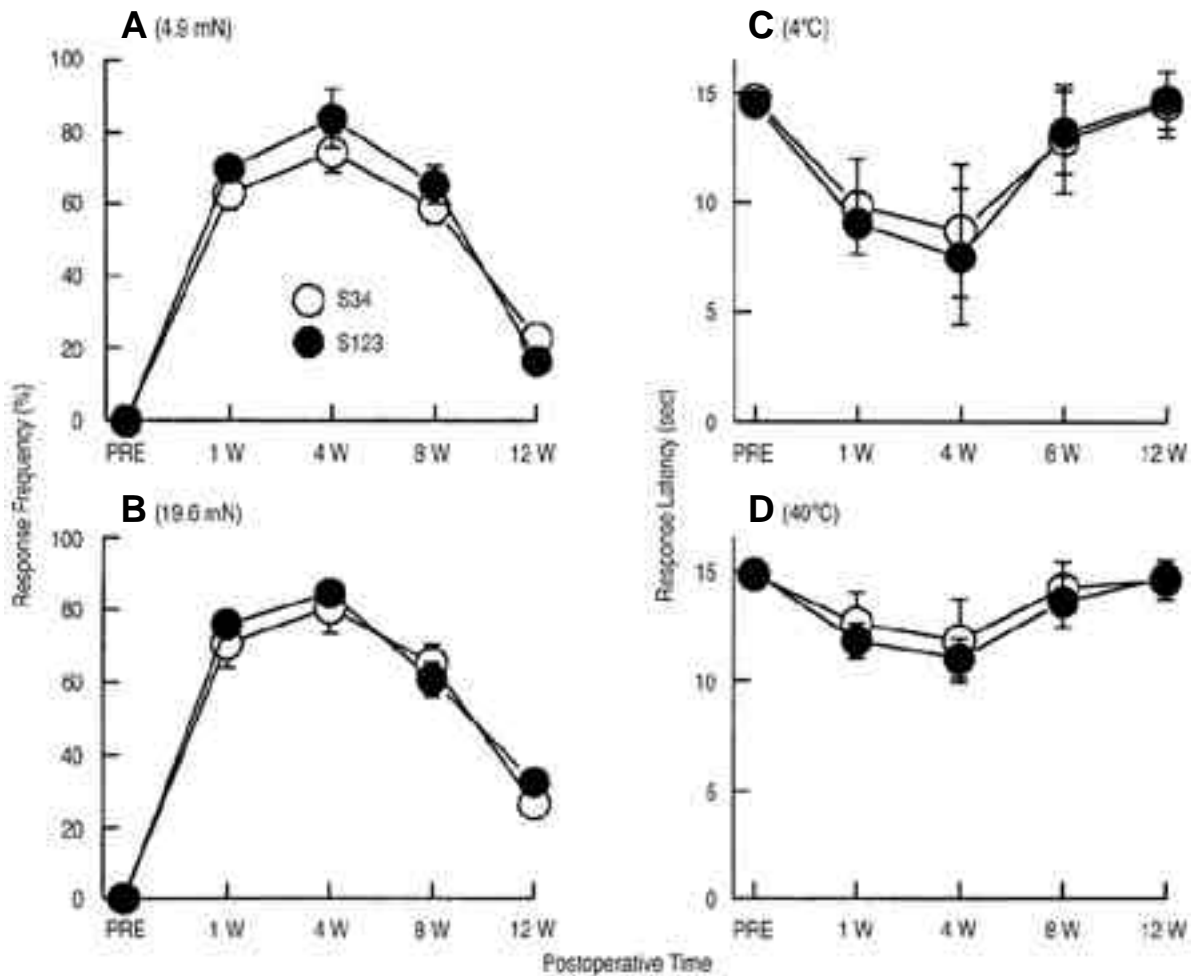 A (4.9 mN)
100
80
60
40
20
0
S34
S123
PRE
1 W
4 W
8 W
12 W
B (19.6 mN)
100
80
60
40
20
0
PRE
1 W
4 W
8 W
12 W
Response Frequency (%)
C (4°C)
15
10
5
0
PRE
1 W
4 W
8 W
12 W
D (40°C)
15
10
5
0
PRE
1 W
4 W
8 W
12 W
Response Latency (sec)
Postoperative Time